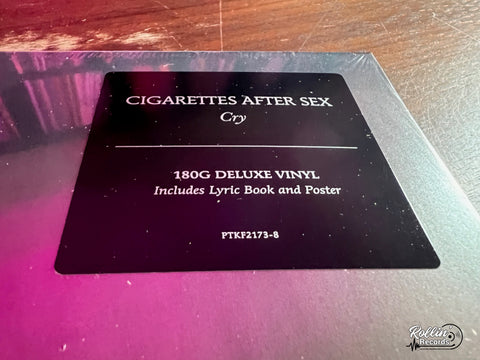 CIGARETTES AFTER SEX
Cry
180G DELUXE VINYL
Includes Lyric Book and Poster
PTKF2173-8
Rollin'
Records